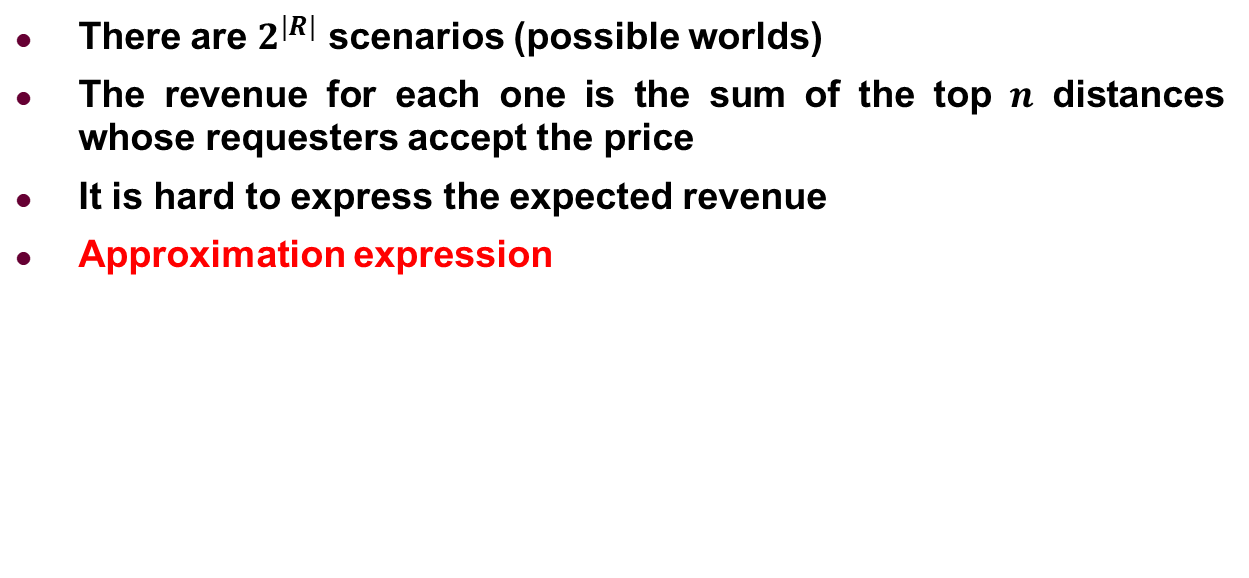 • There are 2^|R| scenarios (possible worlds)
• The revenue for each one is the sum of the top n distances
whose requesters accept the price
• It is hard to express the expected revenue
• Approximation expression